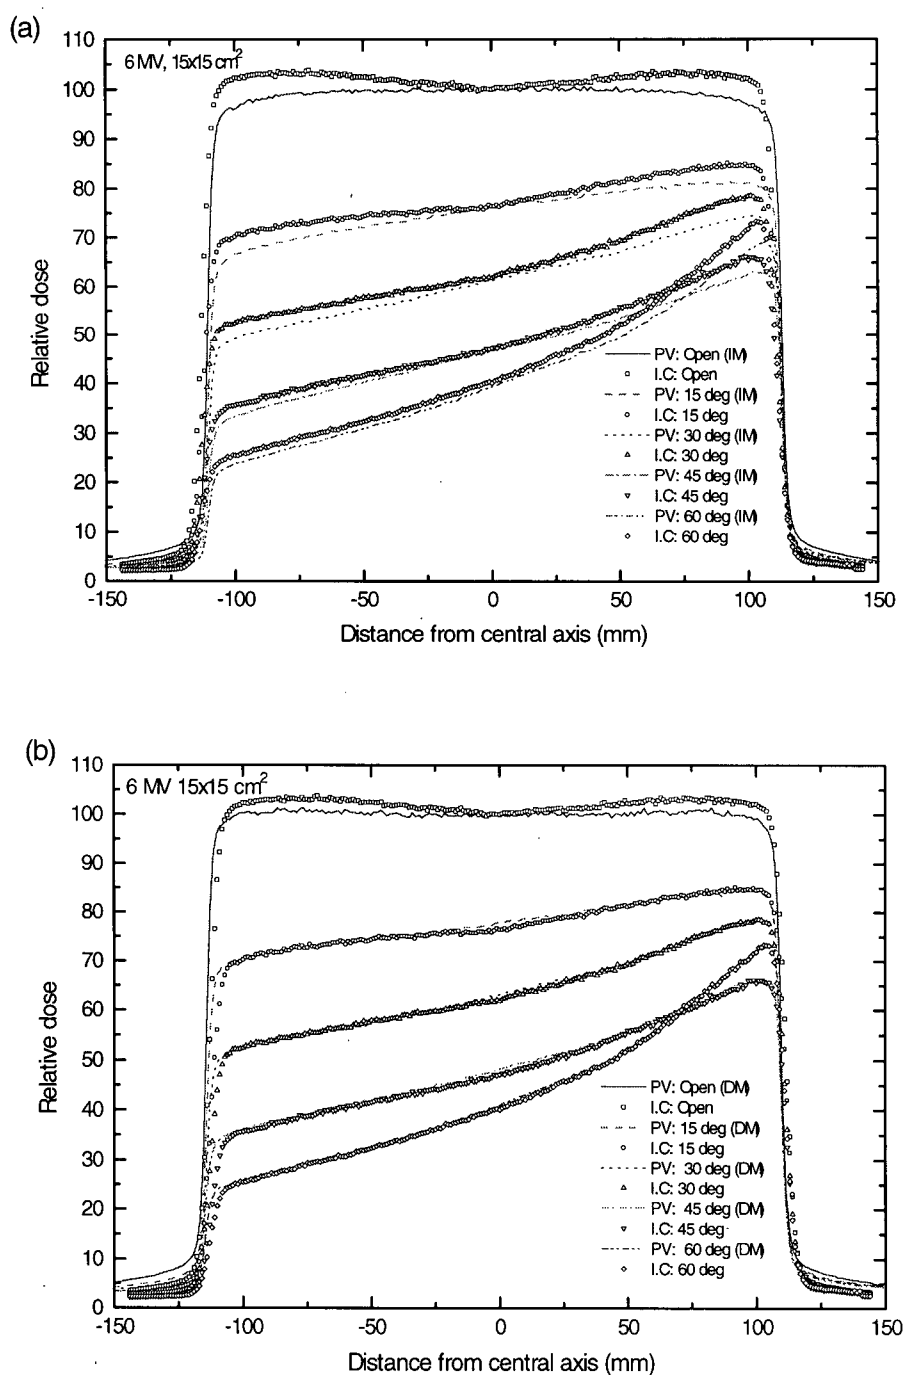 (a)
110
100
90
80
70
60
50
40
30
20
10
0
6 MV, 15x15 cm²
Relative dose
PV: Open (IM)
I.C: Open
PV: 15 deg (IM)
I.C: 15 deg
PV: 30 deg (IM)
I.C: 30 deg
PV: 45 deg (IM)
I.C: 45 deg
PV: 60 deg (IM)
I.C: 60 deg
-150 -100 -50 0 50 100 150
Distance from central axis (mm)
(b)
110
100
90
80
70
60
50
40
30
20
10
0
6 MV 15x15 cm²
Relative dose
PV: Open (DM)
I.C: Open
PV: 15 deg (DM)
I.C: 15 deg
PV: 30 deg (DM)
I.C: 30 deg
PV: 45 deg (DM)
I.C: 45 deg
PV: 60 deg (DM)
I.C: 60 deg
-150 -100 -50 0 50 100 150
Distance from central axis (mm)